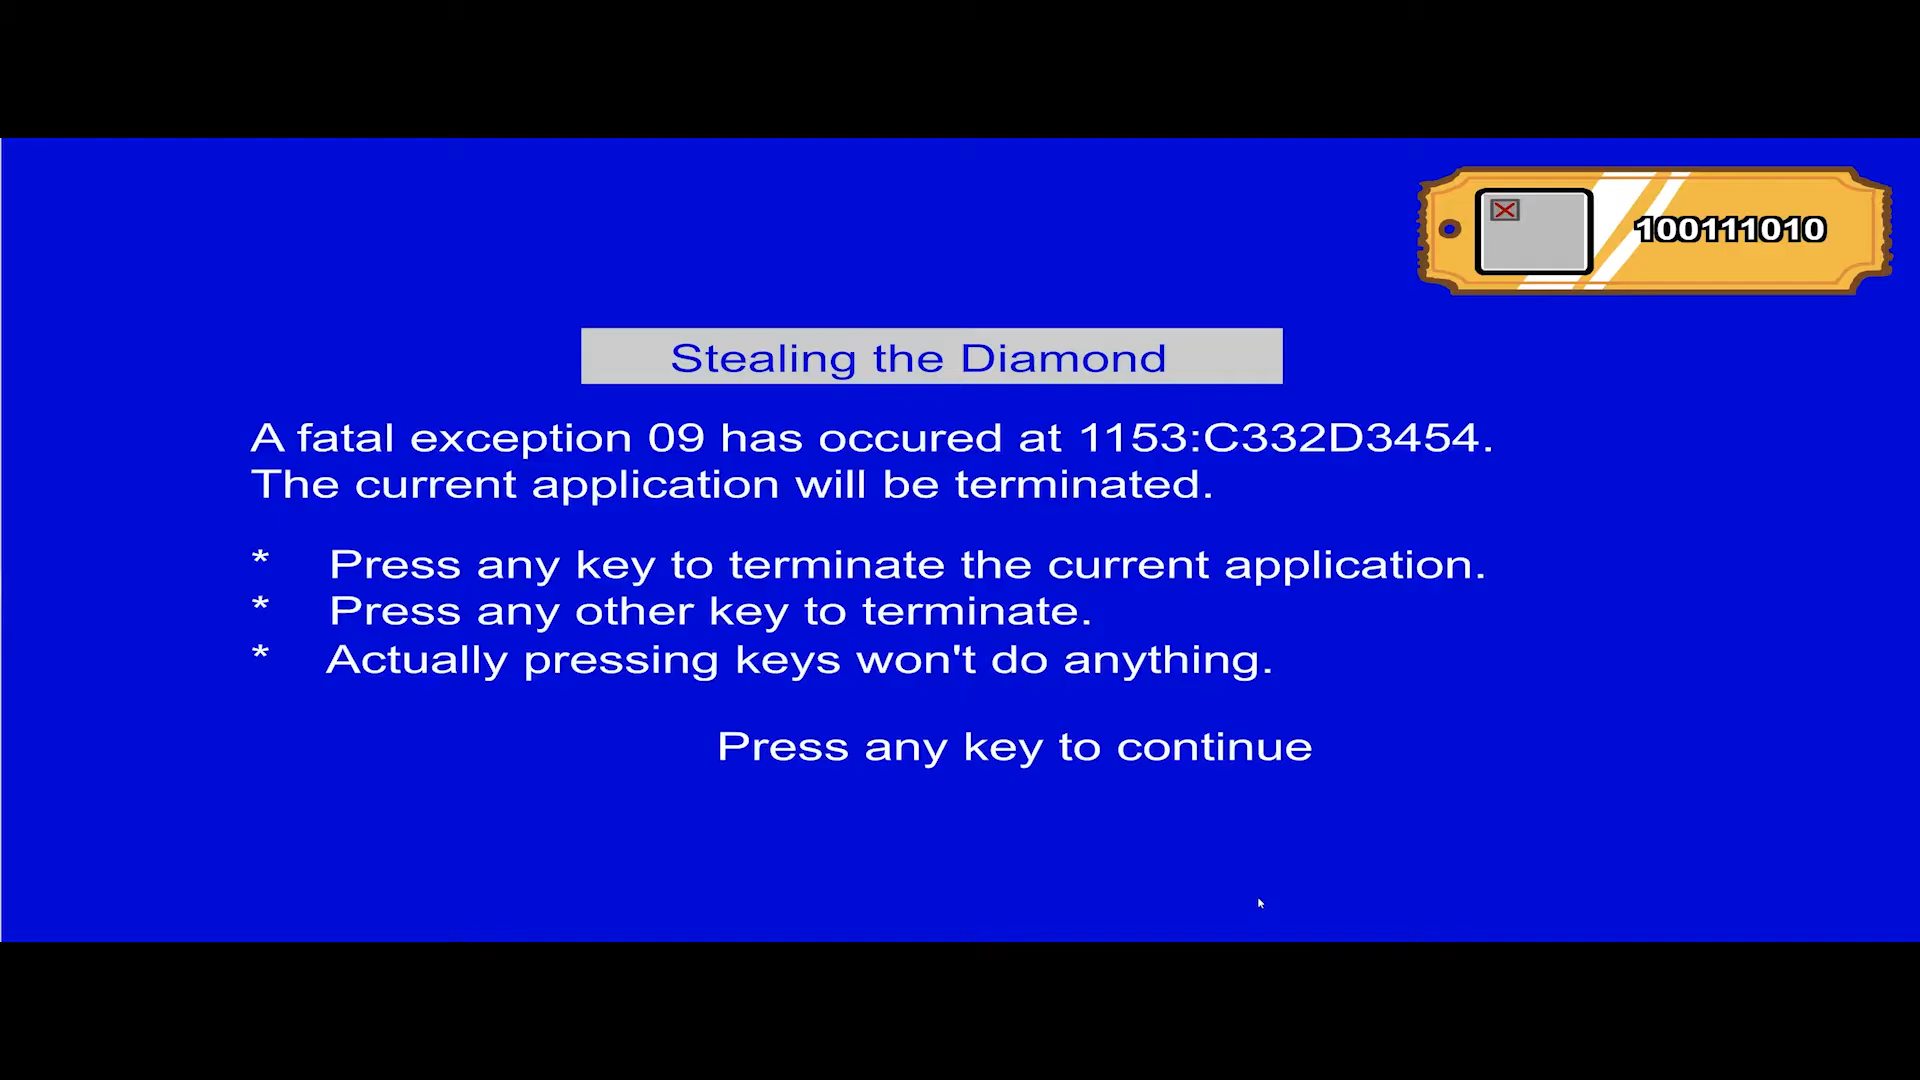 100111010
Stealing the Diamond
A fatal exception 09 has occured at 1153:C332D3454.
The current application will be terminated.
* Press any key to terminate the current application.
* Press any other key to terminate.
* Actually pressing keys won't do anything.
Press any key to continue